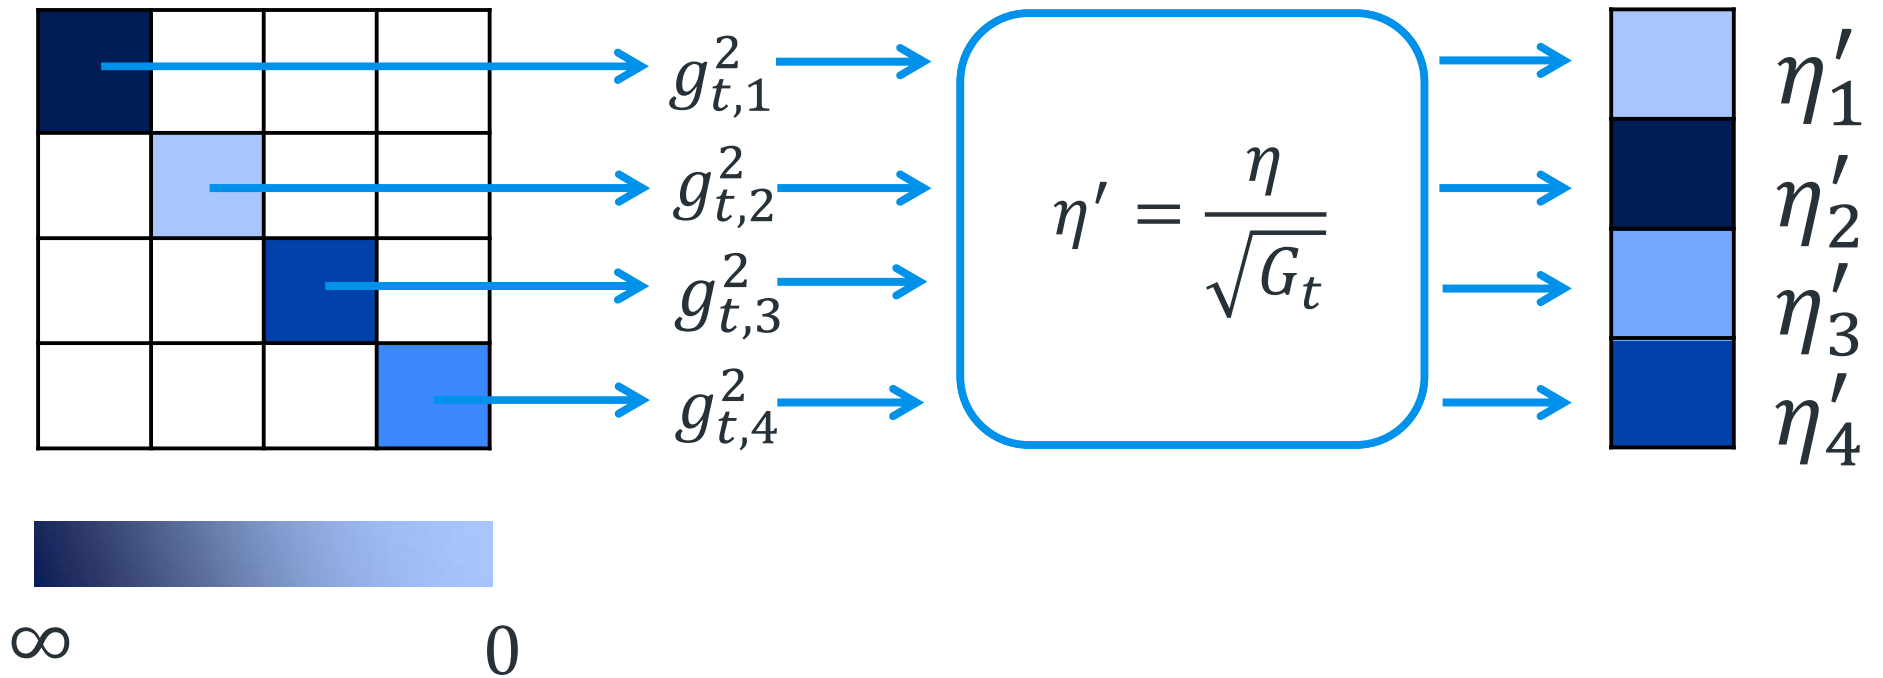 g²ₜ,₁
g²ₜ,₂
g²ₜ,₃
g²ₜ,₄
η′ = η / √Gₜ
η′₁
η′₂
η′₃
η′₄
∞ 0